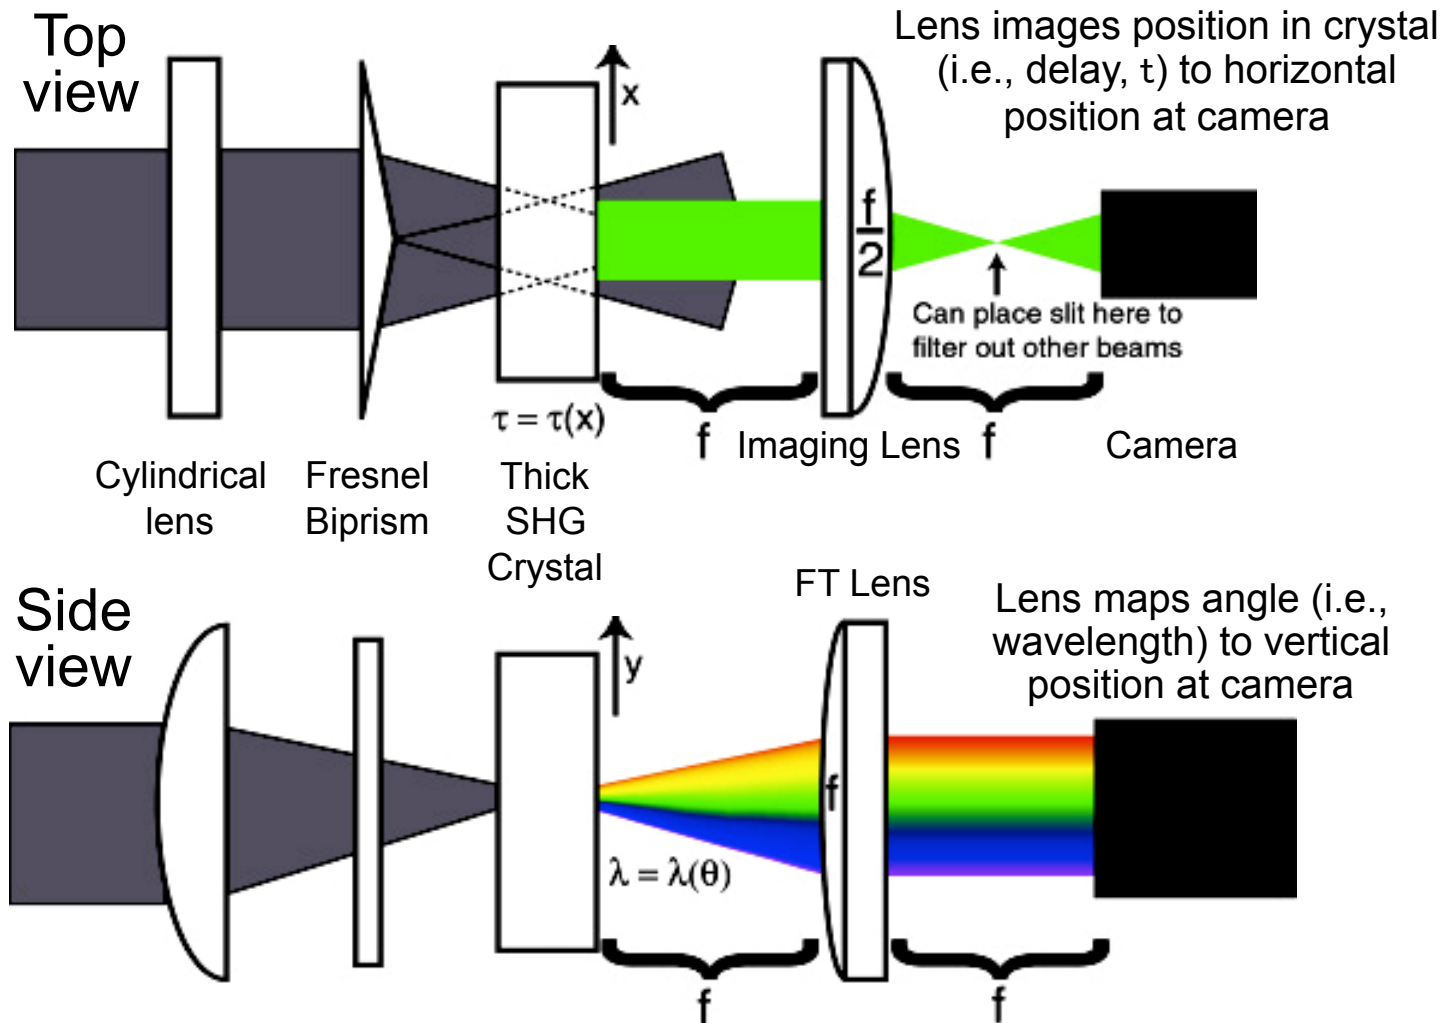 Top
view
Lens images position in crystal
(i.e., delay, t) to horizontal
position at camera
x
f
2
Can place slit here to
filter out other beams
τ = τ(x)
f
Imaging Lens
f
Camera
Cylindrical
lens
Fresnel
Biprism
Thick
SHG
Crystal
Side
view
FT Lens
Lens maps angle (i.e.,
wavelength) to vertical
position at camera
y
f
λ = λ(θ)
f
f